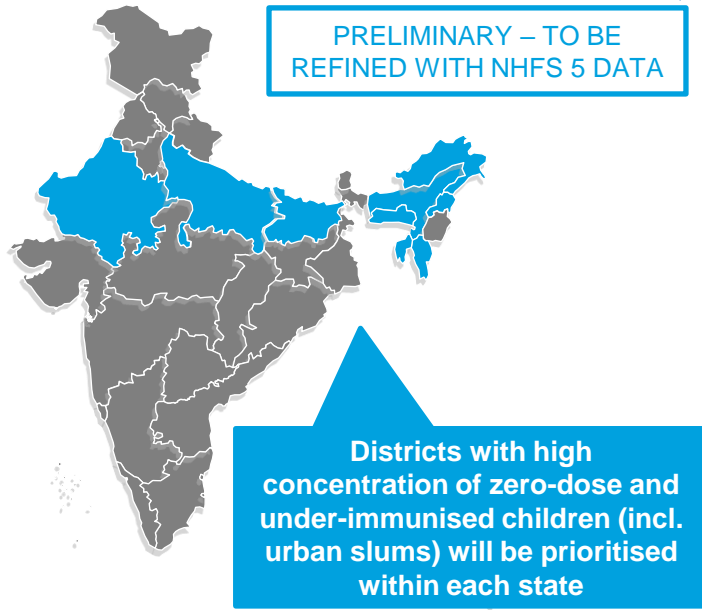 PRELIMINARY – TO BE
REFINED WITH NHFS 5 DATA
Districts with high
concentration of zero-dose and
under-immunised children (incl.
urban slums) will be prioritised
within each state